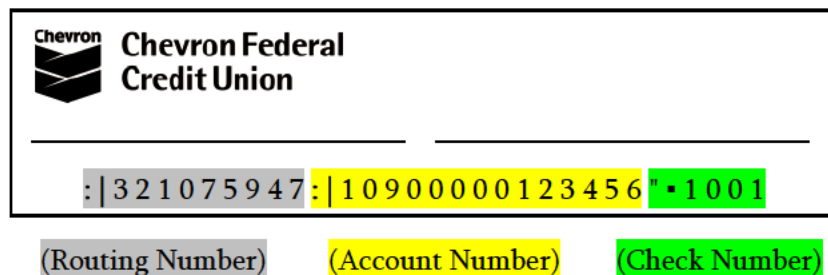 Chevron
Chevron Federal
Credit Union
:|321075947:|10900000123456"▪1001
(Routing Number) (Account Number) (Check Number)